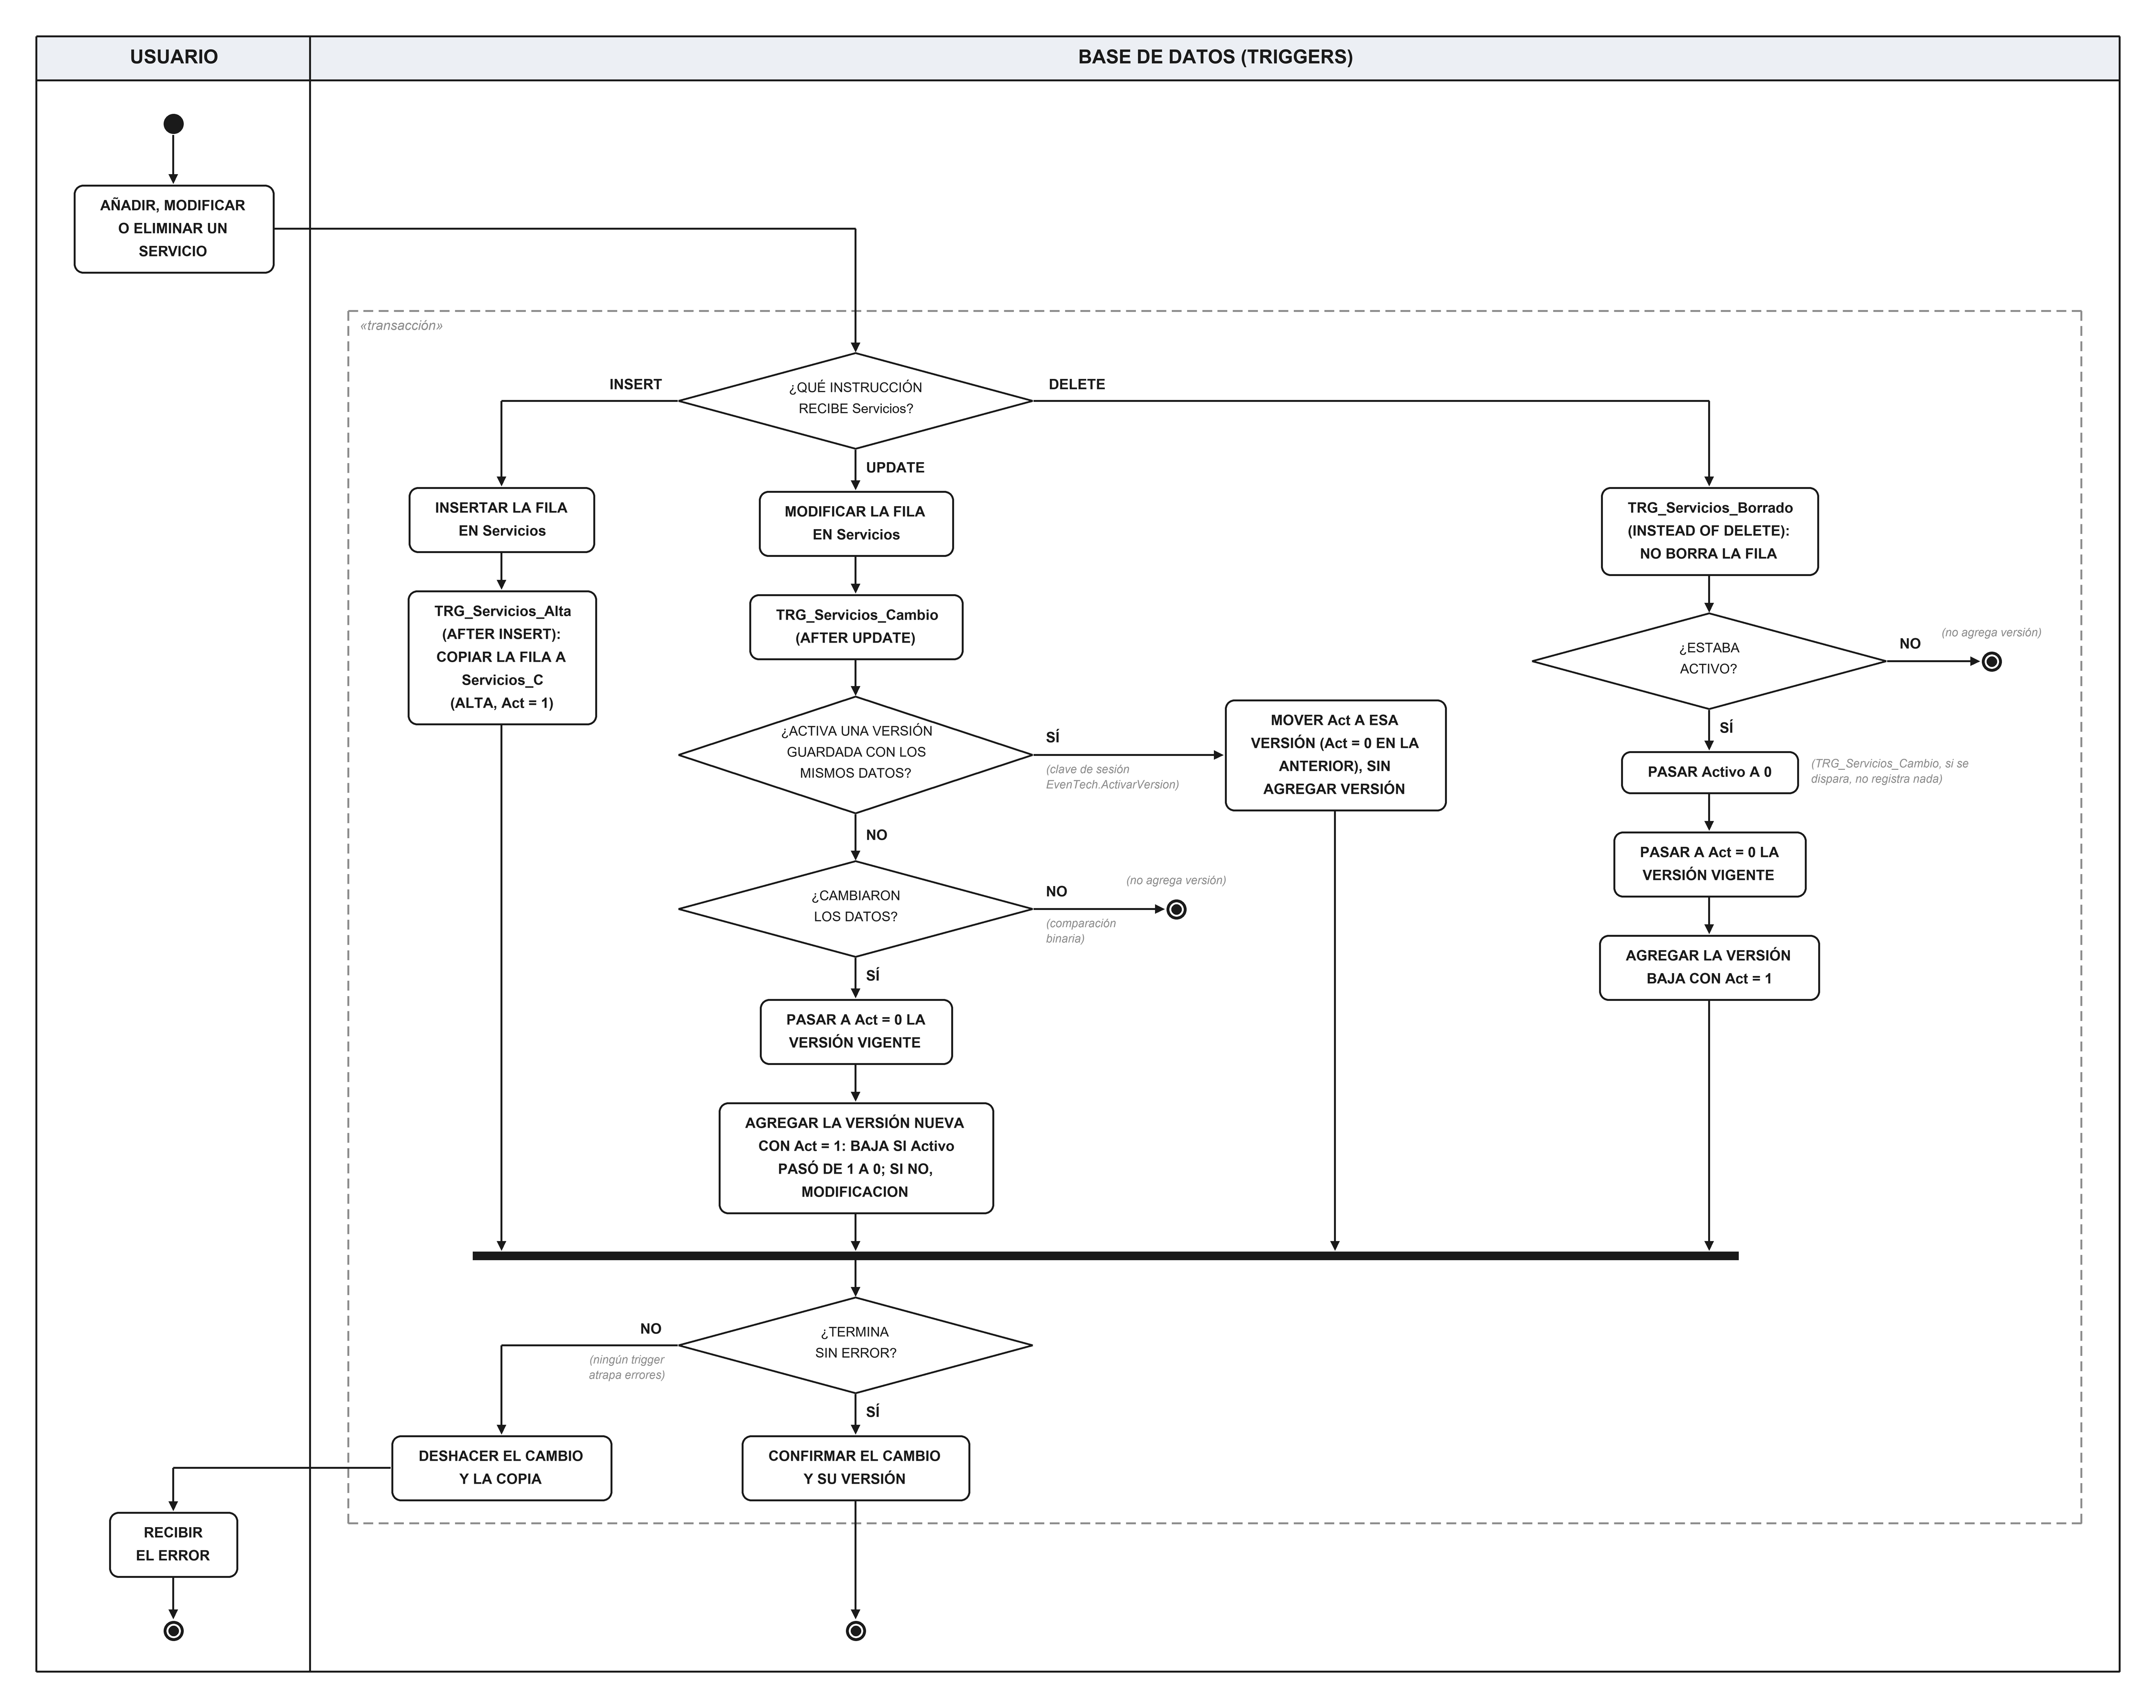 USUARIO
BASE DE DATOS (TRIGGERS)
AÑADIR, MODIFICAR
O ELIMINAR UN
SERVICIO
«transacción»
¿QUÉ INSTRUCCIÓN
RECIBE Servicios?
INSERT
DELETE
UPDATE
INSERTAR LA FILA
EN Servicios
TRG_Servicios_Alta
(AFTER INSERT):
COPIAR LA FILA A
Servicios_C
(ALTA, Act = 1)
MODIFICAR LA FILA
EN Servicios
TRG_Servicios_Cambio
(AFTER UPDATE)
¿ACTIVA UNA VERSIÓN
GUARDADA CON LOS
MISMOS DATOS?
SÍ
(clave de sesión
EvenTech.ActivarVersion)
MOVER Act A ESA
VERSIÓN (Act = 0 EN LA
ANTERIOR), SIN
AGREGAR VERSIÓN
NO
¿CAMBIARON
LOS DATOS?
NO
(no agrega versión)
(comparación
binaria)
SÍ
PASAR A Act = 0 LA
VERSIÓN VIGENTE
AGREGAR LA VERSIÓN NUEVA
CON Act = 1: BAJA SI Activo
PASÓ DE 1 A 0; SI NO,
MODIFICACION
TRG_Servicios_Borrado
(INSTEAD OF DELETE):
NO BORRA LA FILA
¿ESTABA
ACTIVO?
NO
(no agrega versión)
SÍ
PASAR Activo A 0
(TRG_Servicios_Cambio, si se
dispara, no registra nada)
PASAR A Act = 0 LA
VERSIÓN VIGENTE
AGREGAR LA VERSIÓN
BAJA CON Act = 1
¿TERMINA
SIN ERROR?
NO
(ningún trigger
atrapa errores)
SÍ
DESHACER EL CAMBIO
Y LA COPIA
CONFIRMAR EL CAMBIO
Y SU VERSIÓN
RECIBIR
EL ERROR